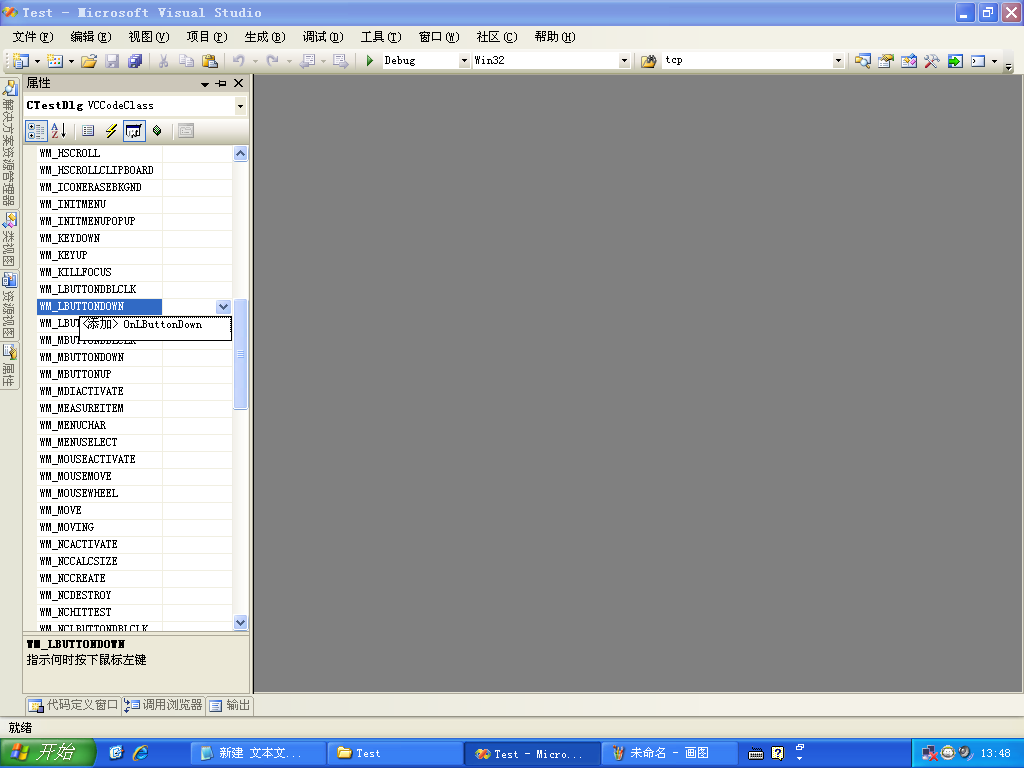 Test - Microsoft Visual Studio
文件(F) 编辑(E) 视图(V) 项目(P) 生成(B) 调试(D) 工具(T) 窗口(W) 社区(C) 帮助(H)
Debug Win32 tcp
属性
CTestDlg VCCodeClass
解决方案资源管理器
类视图
资源视图
属性
WM_HSCROLL
WM_HSCROLLCLIPBOARD
WM_ICONERASEBKGND
WM_INITMENU
WM_INITMENUPOPUP
WM_KEYDOWN
WM_KEYUP
WM_KILLFOCUS
WM_LBUTTONDBLCLK
WM_LBUTTONDOWN
WM_LBUT
<添加> OnLButtonDown
WM_MBUTTONDBLCLK
WM_MBUTTONDOWN
WM_MBUTTONUP
WM_MDIACTIVATE
WM_MEASUREITEM
WM_MENUCHAR
WM_MENUSELECT
WM_MOUSEACTIVATE
WM_MOUSEMOVE
WM_MOUSEWHEEL
WM_MOVE
WM_MOVING
WM_NCACTIVATE
WM_NCCALCSIZE
WM_NCCREATE
WM_NCDESTROY
WM_NCHITTEST
WM_NCLBUTTONDBLCLK
WM_LBUTTONDOWN
指示何时按下鼠标左键
代码定义窗口 调用浏览器 输出
就绪
开始 新建 文本文... Test Test - Micro... 未命名 - 画图 13:48